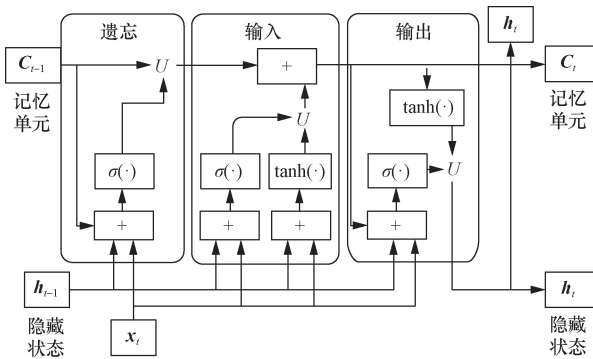 遗忘
输入
输出
h_t
C_{t-1}
U
+
C_t
记忆
单元
记忆
单元
tanh(·)
U
σ(·)
σ(·)
tanh(·)
σ(·)
U
+
+
+
+
h_{t-1}
h_t
隐藏
状态
x_t
隐藏
状态